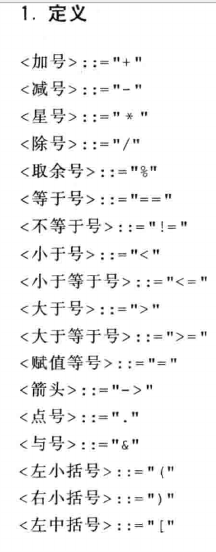 1. 定义
<加号>::="+"
<减号>::="-"
<星号>::="*"
<除号>::="/"
<取余号>::="%"
<等于号>::="=="
<不等于号>::="!="
<小于号>::="<"
<小于等于号>::="<="
<大于号>::=">"
<大于等于号>::=">="
<赋值等号>::="="
<箭头>::="->"
<点号>::="."
<与号>::="&"
<左小括号>::="("
<右小括号>::=")"
<左中括号>::="["